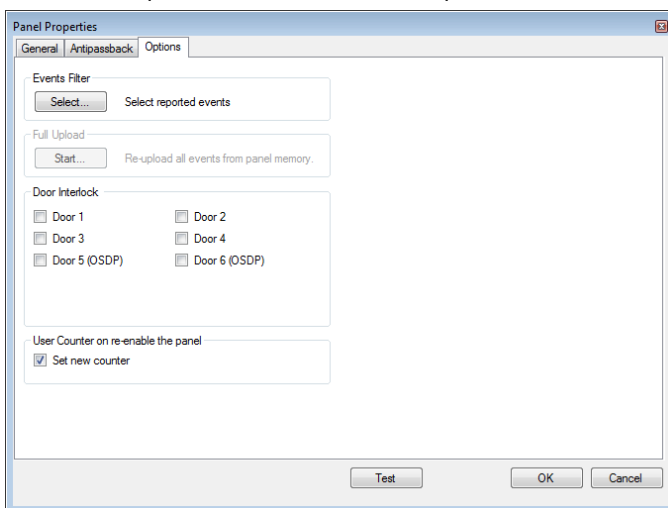 Panel Properties
General Antipassback Options
Events Filter
Select... Select reported events
Full Upload
Start... Re-upload all events from panel memory.
Door Interlock
Door 1 Door 2
Door 3 Door 4
Door 5 (OSDP) Door 6 (OSDP)
User Counter on re-enable the panel
Set new counter
Test OK Cancel